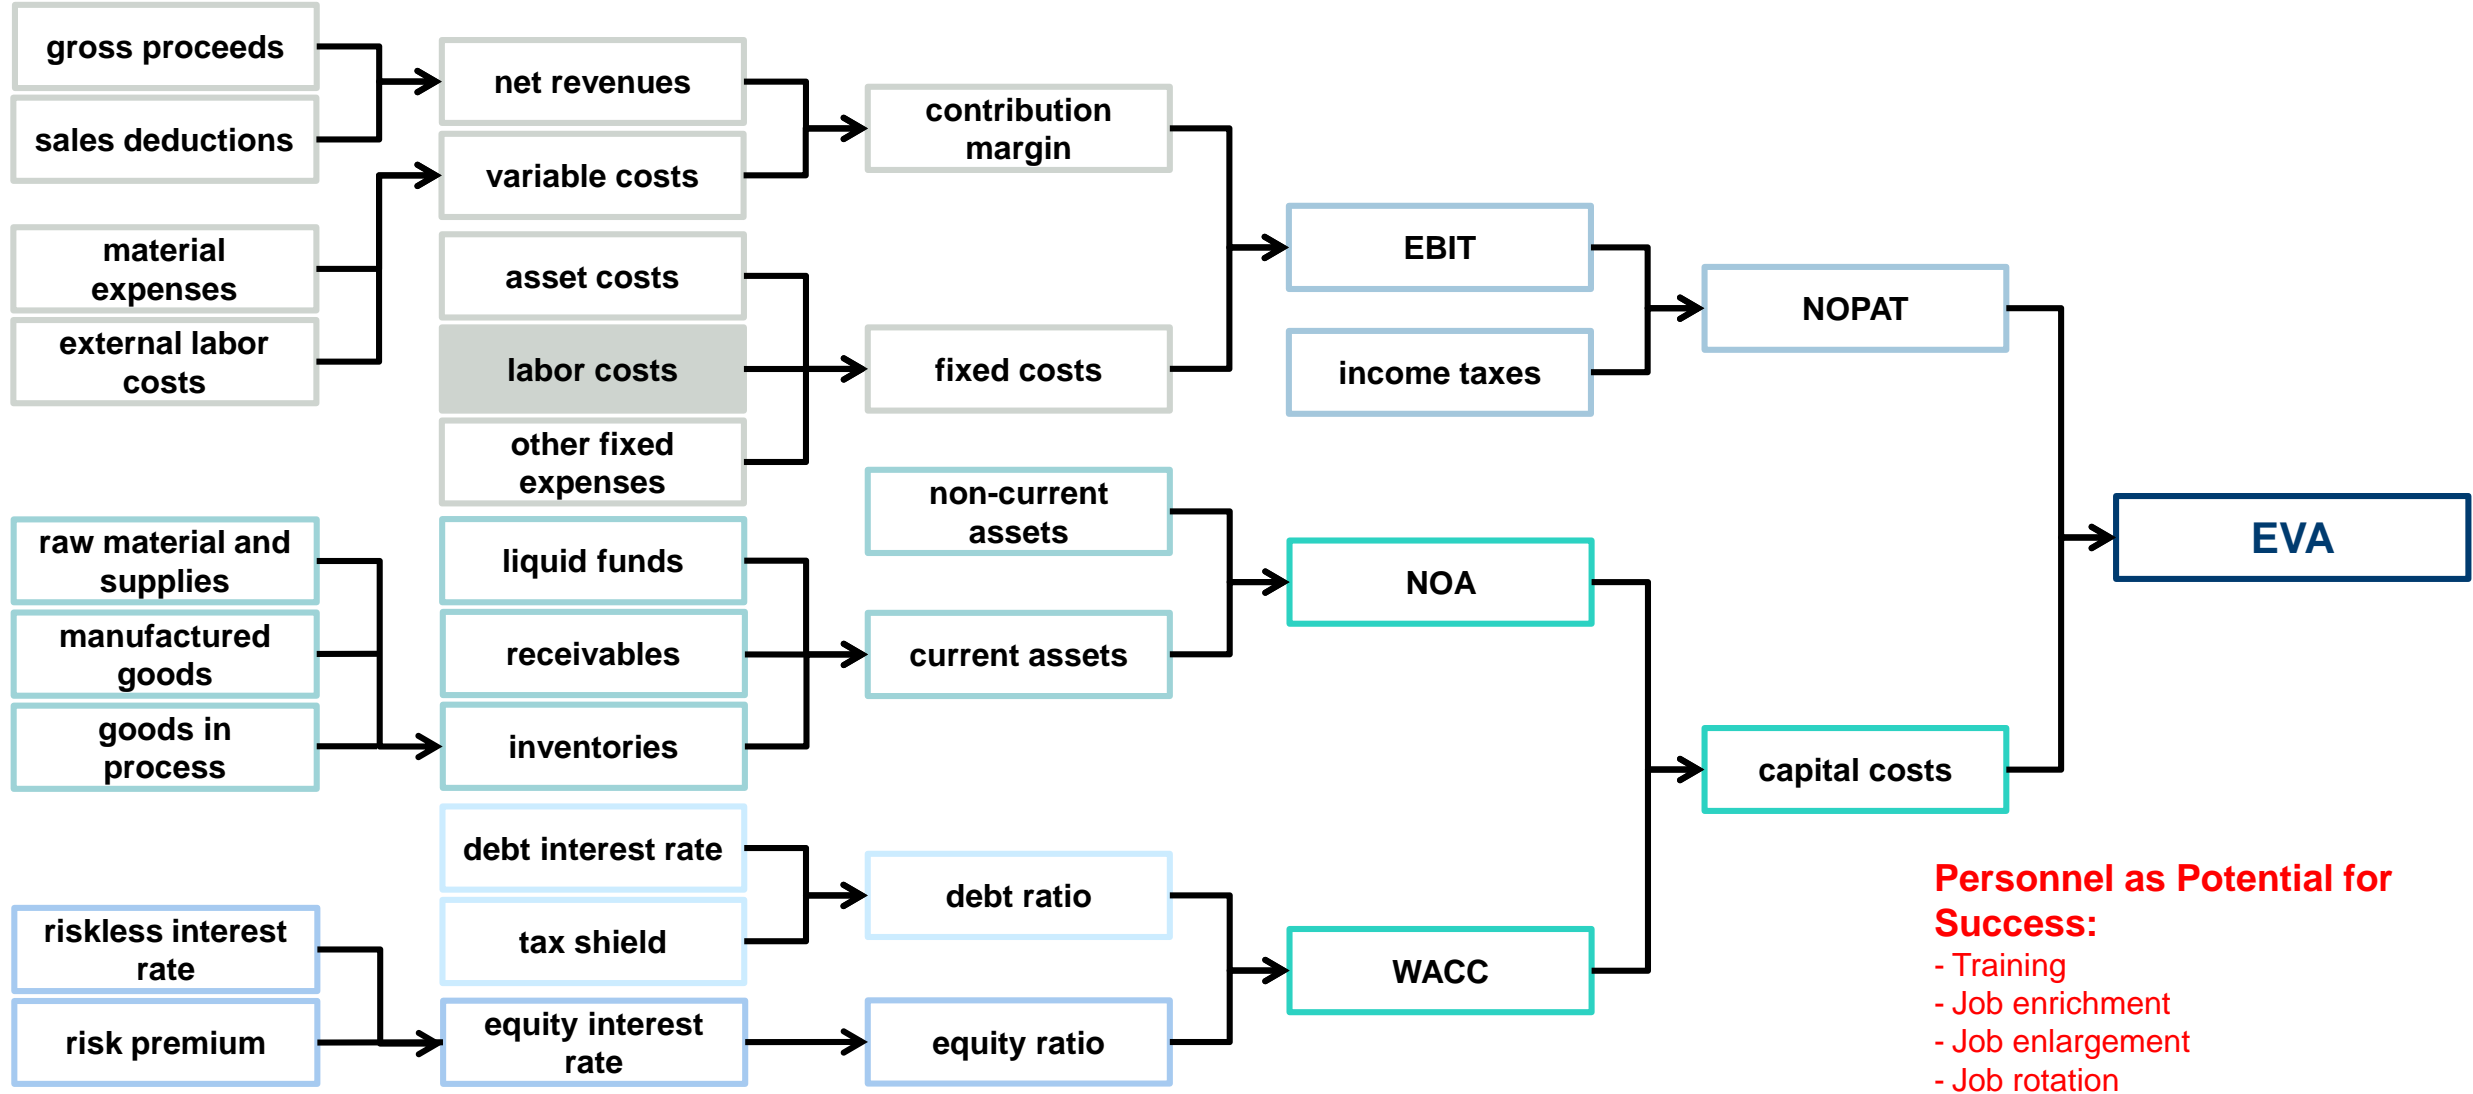 gross proceeds
sales deductions
material
expenses
external labor
costs
raw material and
supplies
manufactured
goods
goods in
process
riskless interest
rate
risk premium
net revenues
variable costs
asset costs
labor costs
other fixed
expenses
liquid funds
receivables
inventories
debt interest rate
tax shield
equity interest
rate
contribution
margin
fixed costs
non-current
assets
current assets
debt ratio
equity ratio
EBIT
income taxes
NOA
WACC
NOPAT
capital costs
EVA
Personnel as Potential for
Success:
- Training
- Job enrichment
- Job enlargement
- Job rotation